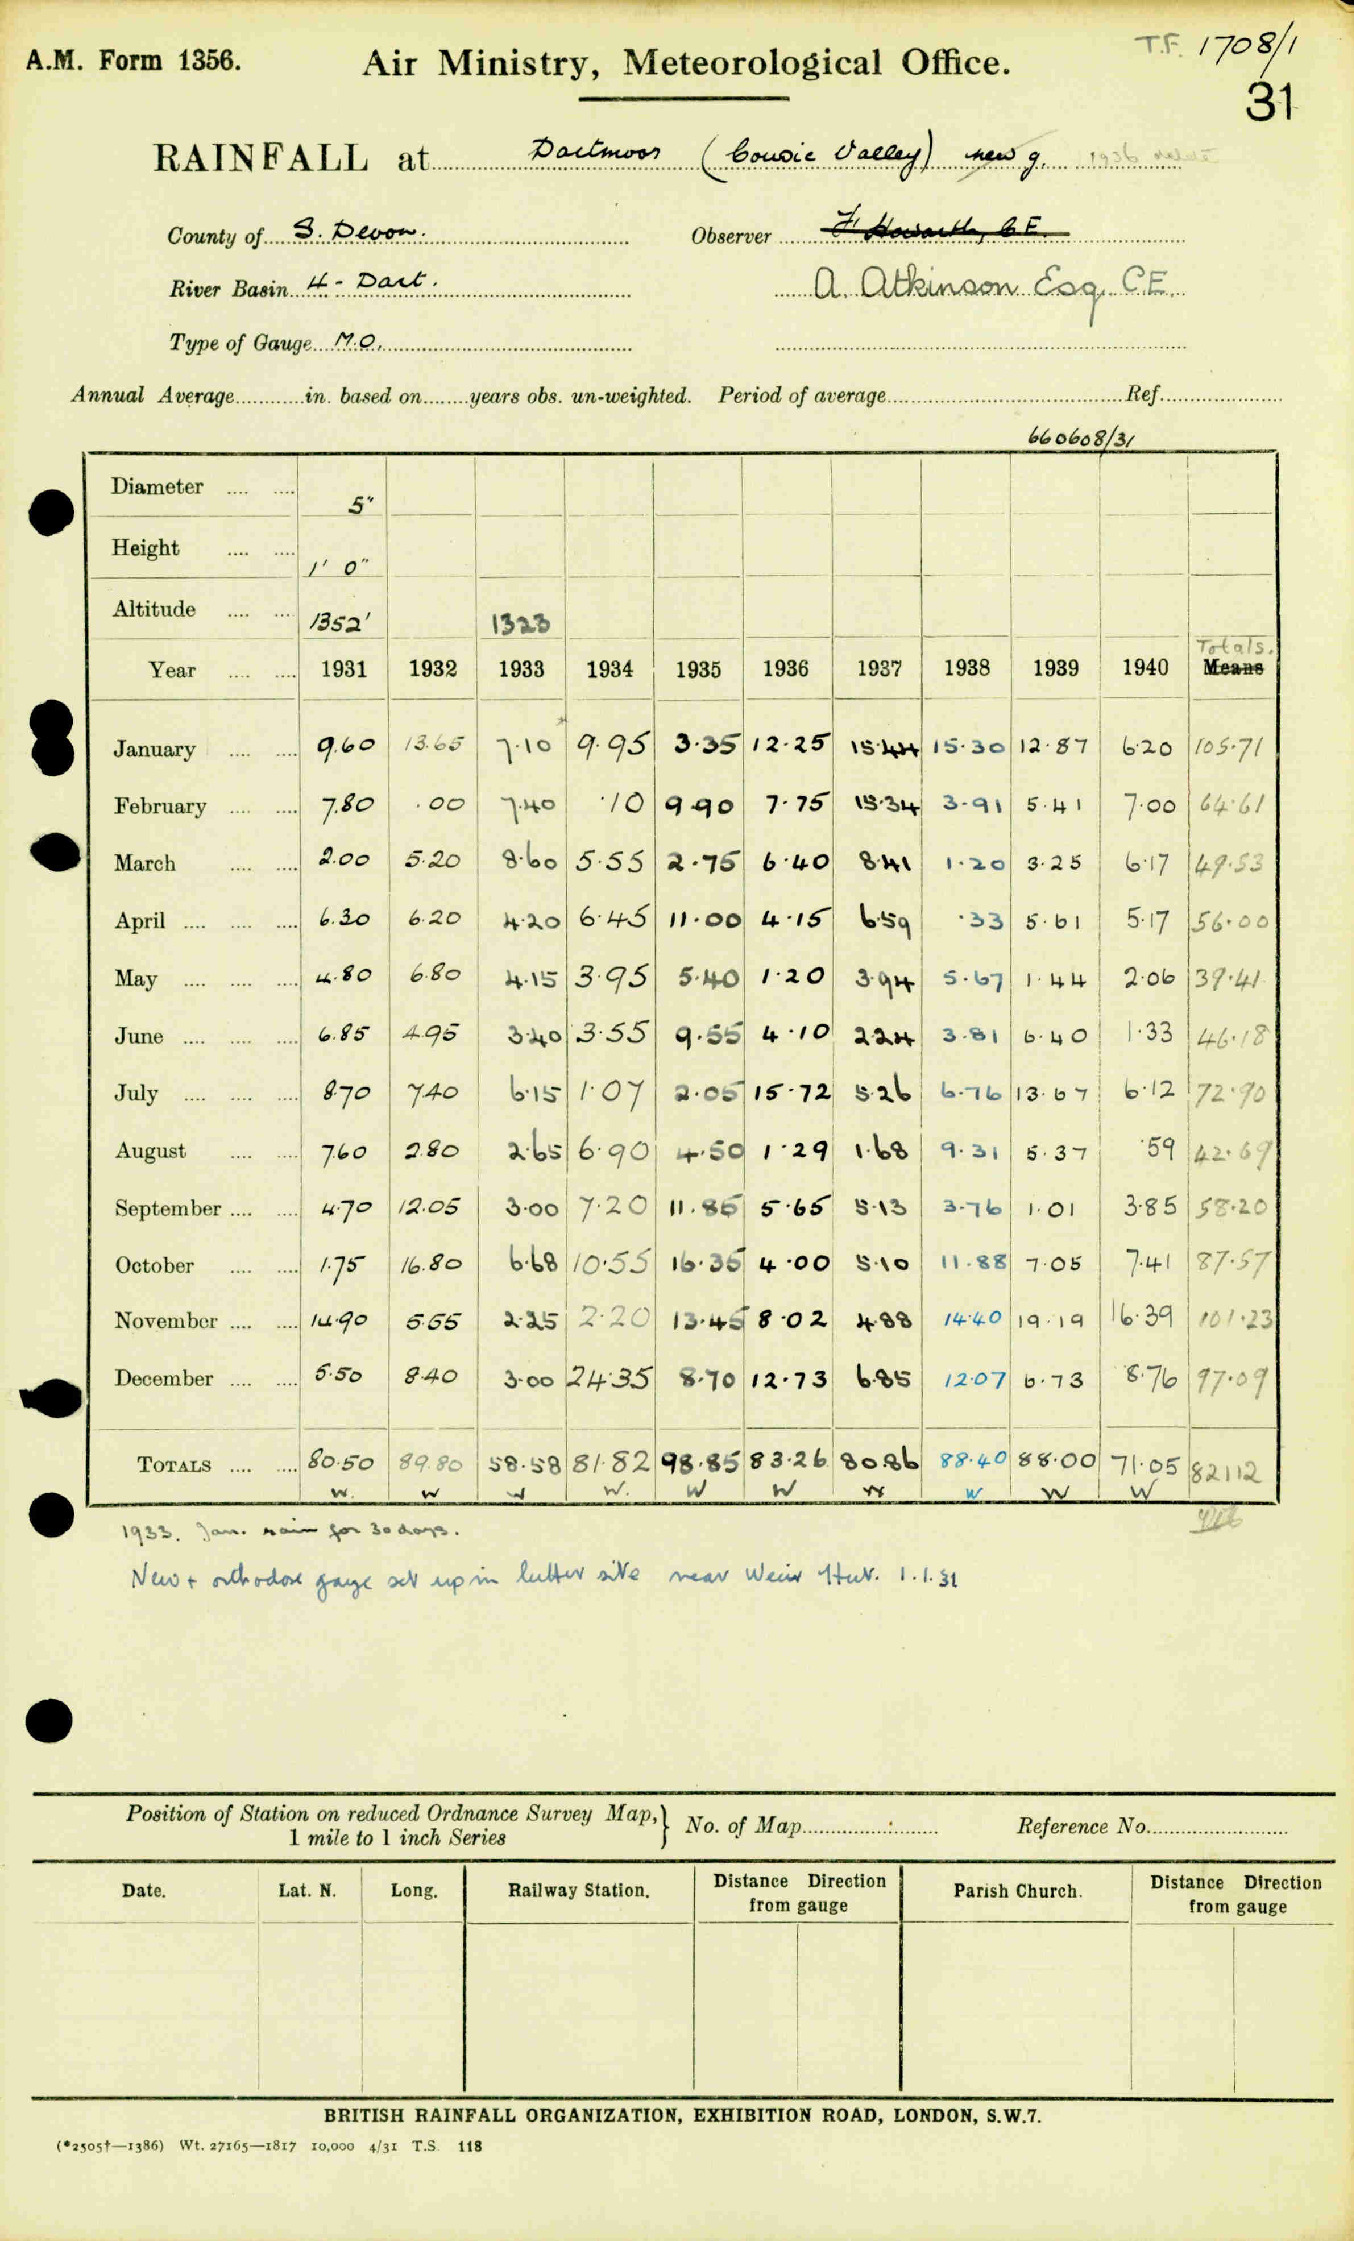 T.F. 1708/1
A.M. Form 1356. Air Ministry, Meteorological Office.
31
RAINFALL at Dartmoor (Cowsic Valley) new g. 1936
County of S. Devon. Observer F. Howarth, C.E.
River Basin 4 - Dart. A. Atkinson Esq. C.E.
Type of Gauge M.O.
Annual Average in. based on years obs. un-weighted. Period of average Ref.
660608/31
Diameter 5"
Height 1' 0"
Altitude 1352' 1323
Totals.
Year 1931 1932 1933 1934 1935 1936 1937 1938 1939 1940 Means
January 9.60 13.65 7.10 9.95 3.35 12.25 15.44 15.30 12.87 6.20 105.71
February 7.80 .00 7.40 .10 9.90 7.75 15.34 3.91 5.41 7.00 64.61
March 2.00 5.20 8.60 5.55 2.75 6.40 8.41 1.20 3.25 6.17 49.53
April 6.30 6.20 4.20 6.45 11.00 4.15 6.59 .33 5.61 5.17 56.00
May 4.80 6.80 4.15 3.95 5.40 1.20 3.94 5.67 1.44 2.06 39.41
June 6.85 4.95 3.40 3.55 9.55 4.10 2.24 3.81 6.40 1.33 46.18
July 8.70 7.40 6.15 1.07 2.05 15.72 5.26 6.76 13.67 6.12 72.90
August 7.60 2.80 2.65 6.90 4.50 1.29 1.68 9.31 5.37 .59 42.69
September 4.70 12.05 3.00 7.20 11.85 5.65 5.13 3.76 1.01 3.85 58.20
October 1.75 16.80 6.68 10.55 16.35 4.00 5.10 11.88 7.05 7.41 87.57
November 14.90 5.55 2.25 2.20 13.45 8.02 4.88 14.40 19.19 16.39 101.23
December 5.50 8.40 3.00 24.35 8.70 12.73 6.85 12.07 6.73 8.76 97.09
TOTALS 80.50 89.80 58.58 81.82 98.85 83.26 80.86 88.40 88.00 71.05 821.12
W. W W W. W W W W W W
1933. Jan. rain for 30 days.
New + orthodox gauge set up in better site near Weir Hut. 1.1.31
Position of Station on reduced Ordnance Survey Map, } No. of Map Reference No.
1 mile to 1 inch Series
Date. Lat. N. Long. Railway Station. Distance Direction from gauge Parish Church. Distance Direction from gauge
BRITISH RAINFALL ORGANIZATION, EXHIBITION ROAD, LONDON, S.W.7.
(*2505†—1386) Wt. 27165—1817 10,000 4/31 T.S. 118